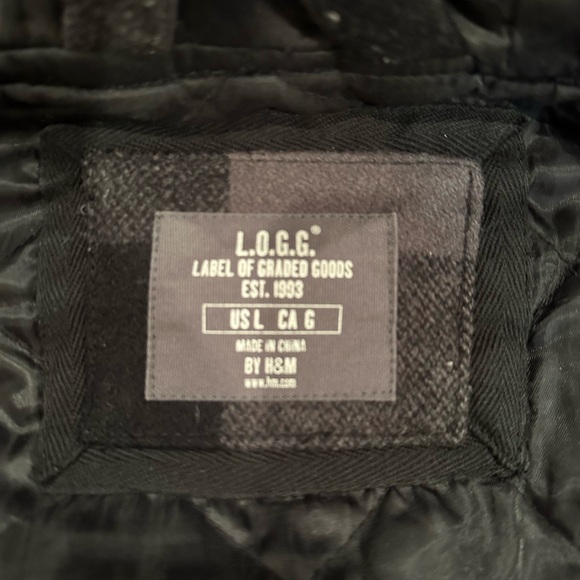 L.O.G.G.®
LABEL OF GRADED GOODS
EST. 1993
US L CA G
MADE IN CHINA
BY H&M
www.hm.com